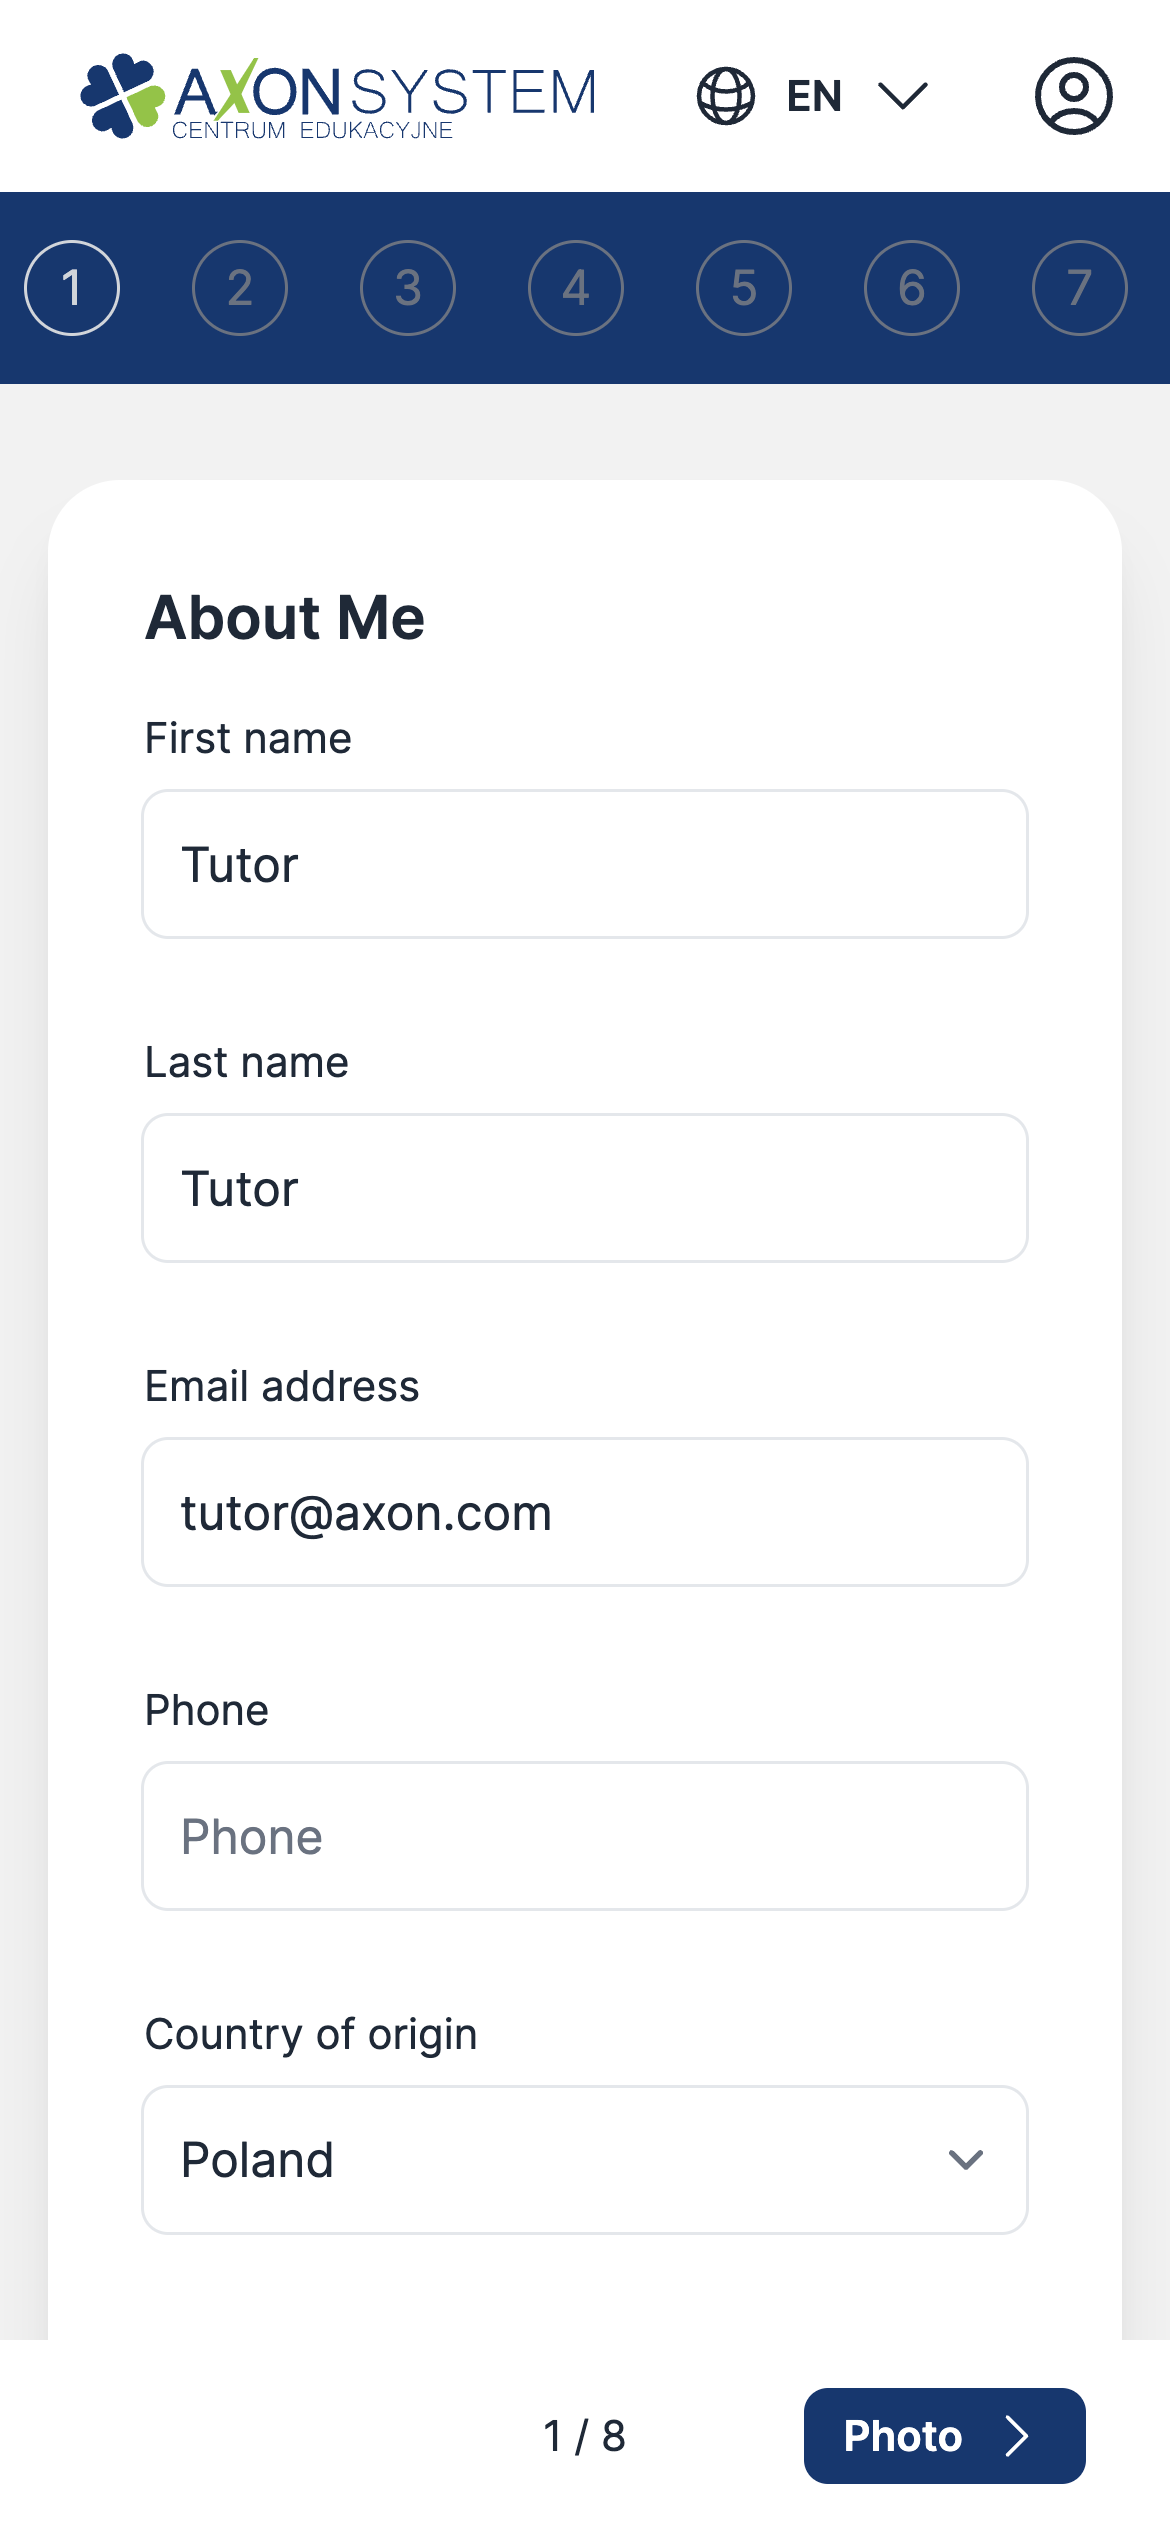 AXONSYSTEM
CENTRUM EDUKACYJNE
EN
1 2 3 4 5 6 7
About Me
First name
Tutor
Last name
Tutor
Email address
tutor@axon.com
Phone
Phone
Country of origin
Poland
1 / 8
Photo